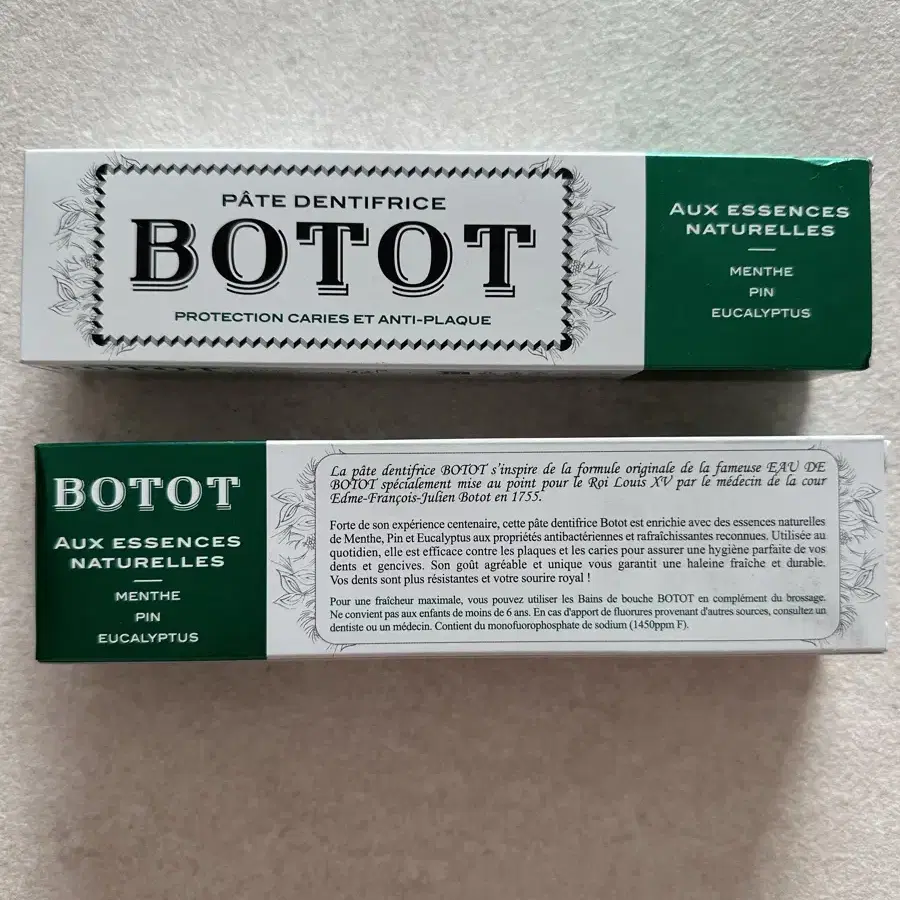 PÂTE DENTIFRICE
BOTOT
PROTECTION CARIES ET ANTI-PLAQUE
AUX ESSENCES
NATURELLES
MENTHE
PIN
EUCALYPTUS
BOTOT
AUX ESSENCES
NATURELLES
MENTHE
PIN
EUCALYPTUS
La pâte dentifrice BOTOT s'inspire de la formule originale de la fameuse EAU DE
BOTOT spécialement mise au point pour le Roi Louis XV par le médecin de la cour
Edme-François-Julien Botot en 1755.
Forte de son expérience centenaire, cette pâte dentifrice Botot est enrichie avec des essences naturelles
de Menthe, Pin et Eucalyptus aux propriétés antibactériennes et rafraîchissantes reconnues. Utilisée au
quotidien, elle est efficace contre les plaques et les caries pour assurer une hygiène parfaite de vos
dents et gencives. Son goût agréable et unique vous garantit une haleine fraîche et durable.
Vos dents sont plus résistantes et votre sourire royal !
Pour une fraîcheur maximale, vous pouvez utiliser les Bains de bouche BOTOT en complément du brossage.
Ne convient pas aux enfants de moins de 6 ans. En cas d'apport de fluorures provenant d'autres sources, consultez un
dentiste ou un médecin. Contient du monofluorophosphate de sodium (1450ppm F).